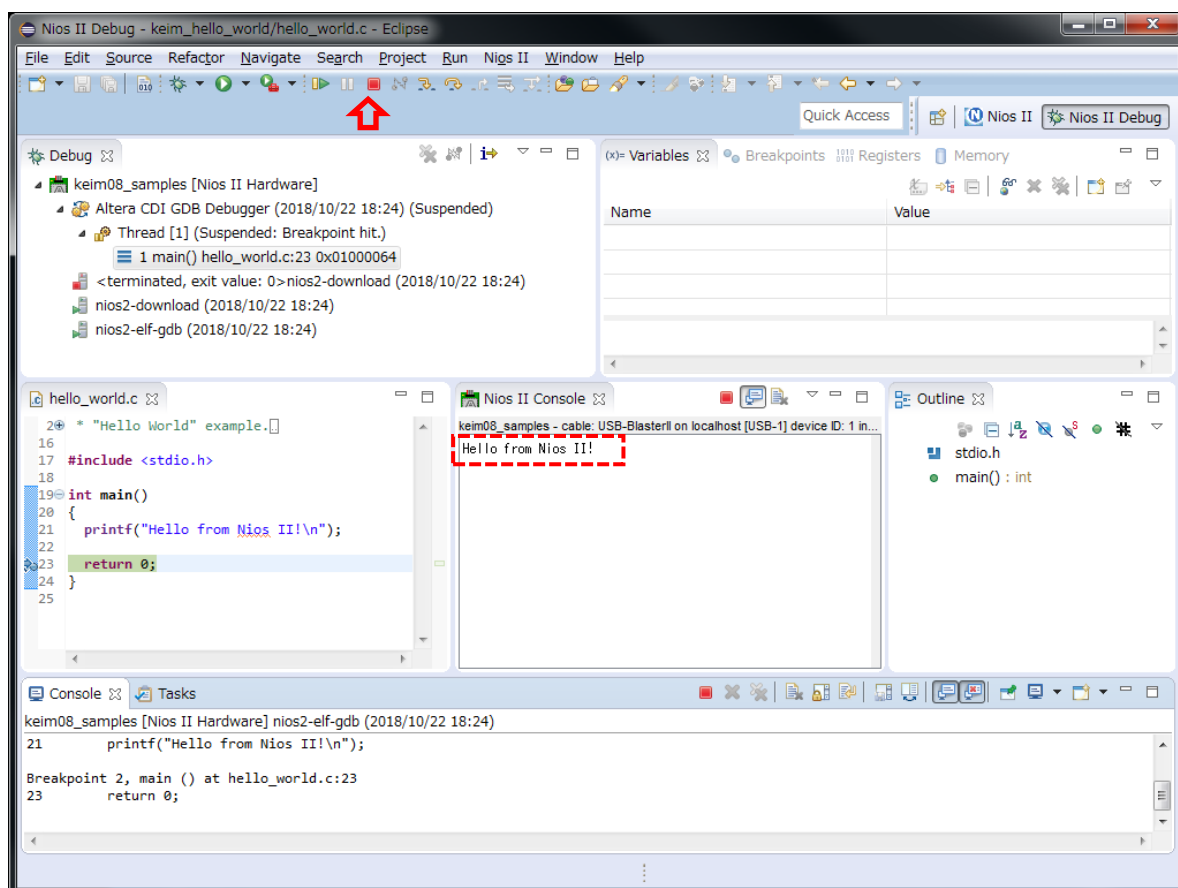 Nios II Debug - keim_hello_world/hello_world.c - Eclipse
File Edit Source Refactor Navigate Search Project Run Nios II Window Help
Quick Access Nios II Nios II Debug
Debug
keim08_samples [Nios II Hardware]
Altera CDI GDB Debugger (2018/10/22 18:24) (Suspended)
Thread [1] (Suspended: Breakpoint hit.)
1 main() hello_world.c:23 0x01000064
<terminated, exit value: 0>nios2-download (2018/10/22 18:24)
nios2-download (2018/10/22 18:24)
nios2-elf-gdb (2018/10/22 18:24)
(x)= Variables Breakpoints Registers Memory
Name Value
hello_world.c
2 * "Hello World" example.
16
17 #include <stdio.h>
18
19 int main()
20 {
21 printf("Hello from Nios II!\n");
22
23 return 0;
24 }
25
Nios II Console
keim08_samples - cable: USB-BlasterII on localhost [USB-1] device ID: 1 in...
Hello from Nios II!
Outline
stdio.h
main() : int
Console Tasks
keim08_samples [Nios II Hardware] nios2-elf-gdb (2018/10/22 18:24)
21 printf("Hello from Nios II!\n");
Breakpoint 2, main () at hello_world.c:23
23 return 0;